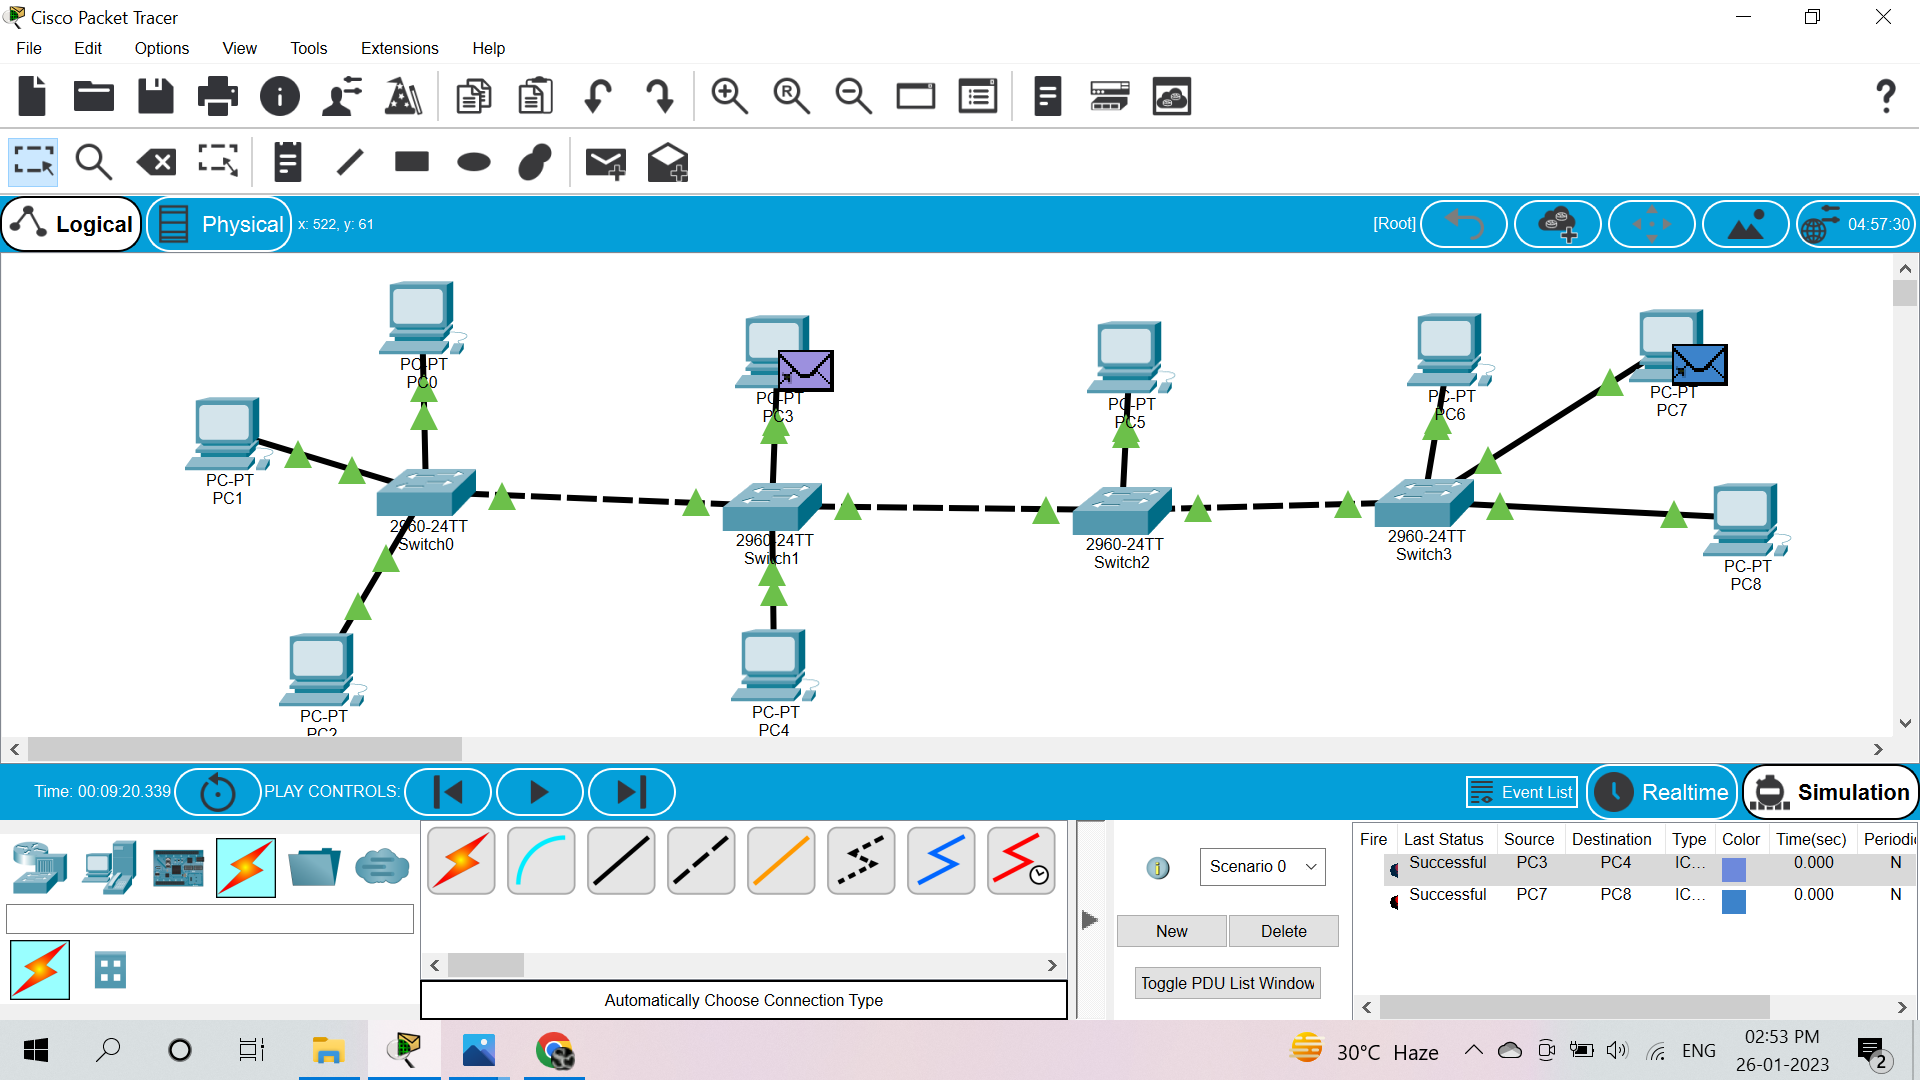 Cisco Packet Tracer
File Edit Options View Tools Extensions Help
R
?
Logical Physical x: 522, y: 61 [Root] 04:57:30
PC-PT
PC0
PC-PT
PC1
PC-PT
PC2
2960-24TT
Switch0
PC-PT
PC3
2960-24TT
Switch1
PC-PT
PC4
PC-PT
PC5
2960-24TT
Switch2
PC-PT
PC6
PC-PT
PC7
2960-24TT
Switch3
PC-PT
PC8
Time: 00:09:20.339 PLAY CONTROLS: Event List Realtime Simulation
Automatically Choose Connection Type
Scenario 0
New Delete
Toggle PDU List Window
Fire Last Status Source Destination Type Color Time(sec) Periodi
Successful PC3 PC4 IC... 0.000 N
Successful PC7 PC8 IC... 0.000 N
30°C Haze ENG
02:53 PM
26-01-2023
2